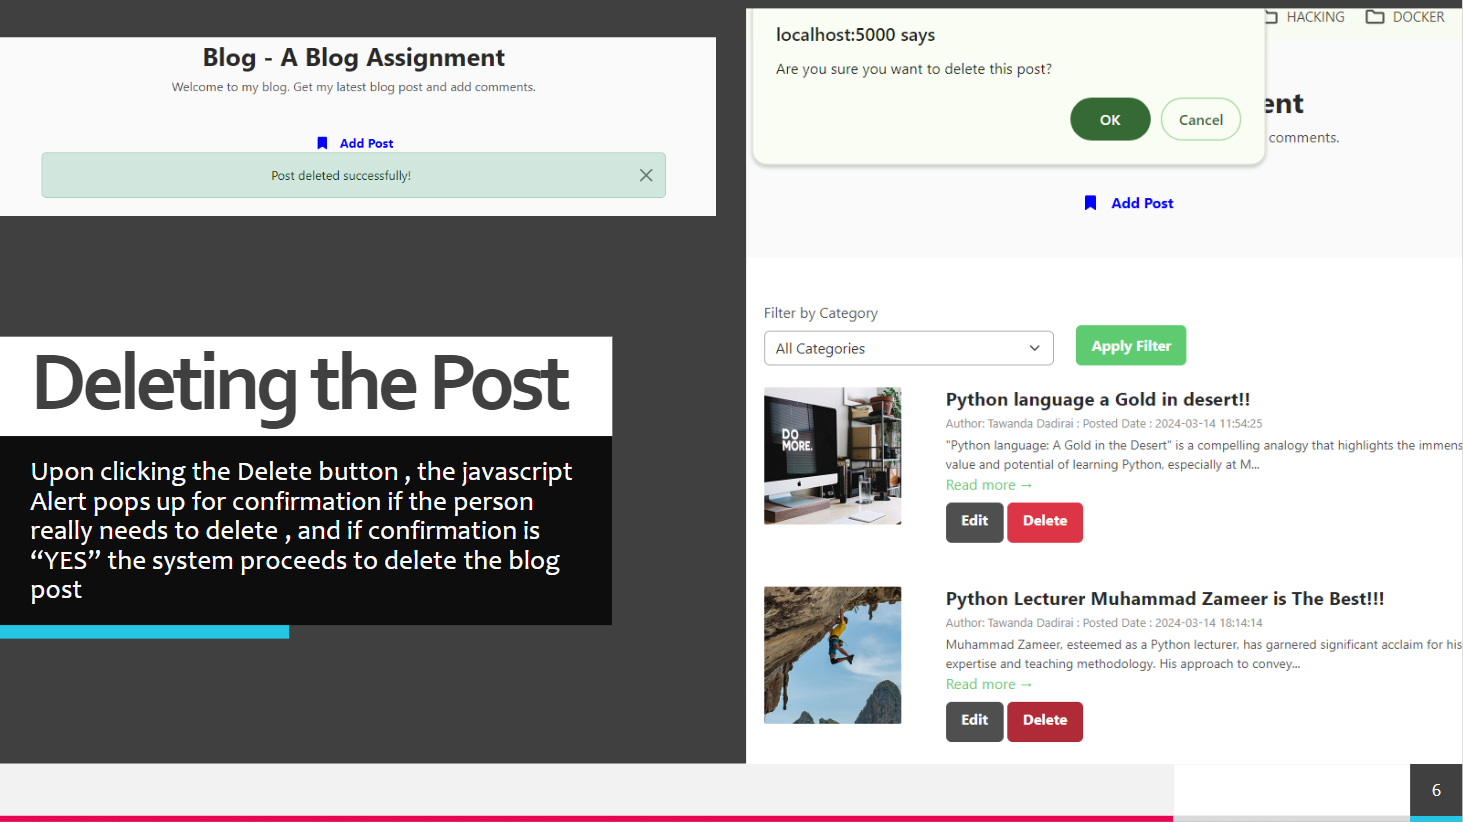 Blog - A Blog Assignment
Welcome to my blog. Get my latest blog post and add comments.
Add Post
Post deleted successfully!
Deleting the Post
Upon clicking the Delete button , the javascript
Alert pops up for confirmation if the person
really needs to delete , and if confirmation is
“YES” the system proceeds to delete the blog
post
HACKING DOCKER
localhost:5000 says
Are you sure you want to delete this post?
OK Cancel
ent
comments.
Add Post
Filter by Category
All Categories
Apply Filter
DO
MORE.
Python language a Gold in desert!!
Author: Tawanda Dadirai : Posted Date : 2024-03-14 11:54:25
"Python language: A Gold in the Desert" is a compelling analogy that highlights the immens
value and potential of learning Python, especially at M...
Read more →
Edit Delete
Python Lecturer Muhammad Zameer is The Best!!!
Author: Tawanda Dadirai : Posted Date : 2024-03-14 18:14:14
Muhammad Zameer, esteemed as a Python lecturer, has garnered significant acclaim for his
expertise and teaching methodology. His approach to convey...
Read more →
Edit Delete
6